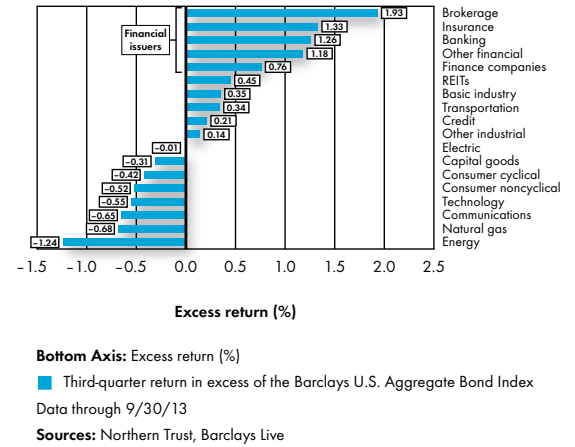 Financial
issuers
1.93 Brokerage
1.33 Insurance
1.26 Banking
1.18 Other financial
0.76 Finance companies
0.45 REITs
0.35 Basic industry
0.34 Transportation
0.21 Credit
0.14 Other industrial
–0.01 Electric
–0.31 Capital goods
–0.42 Consumer cyclical
–0.52 Consumer noncyclical
–0.55 Technology
–0.65 Communications
–0.68 Natural gas
–1.24 Energy
–1.5 –1.0 –0.5 0.0 0.5 1.0 1.5 2.0 2.5
Excess return (%)
Bottom Axis: Excess return (%)
Third-quarter return in excess of the Barclays U.S. Aggregate Bond Index
Data through 9/30/13
Sources: Northern Trust, Barclays Live